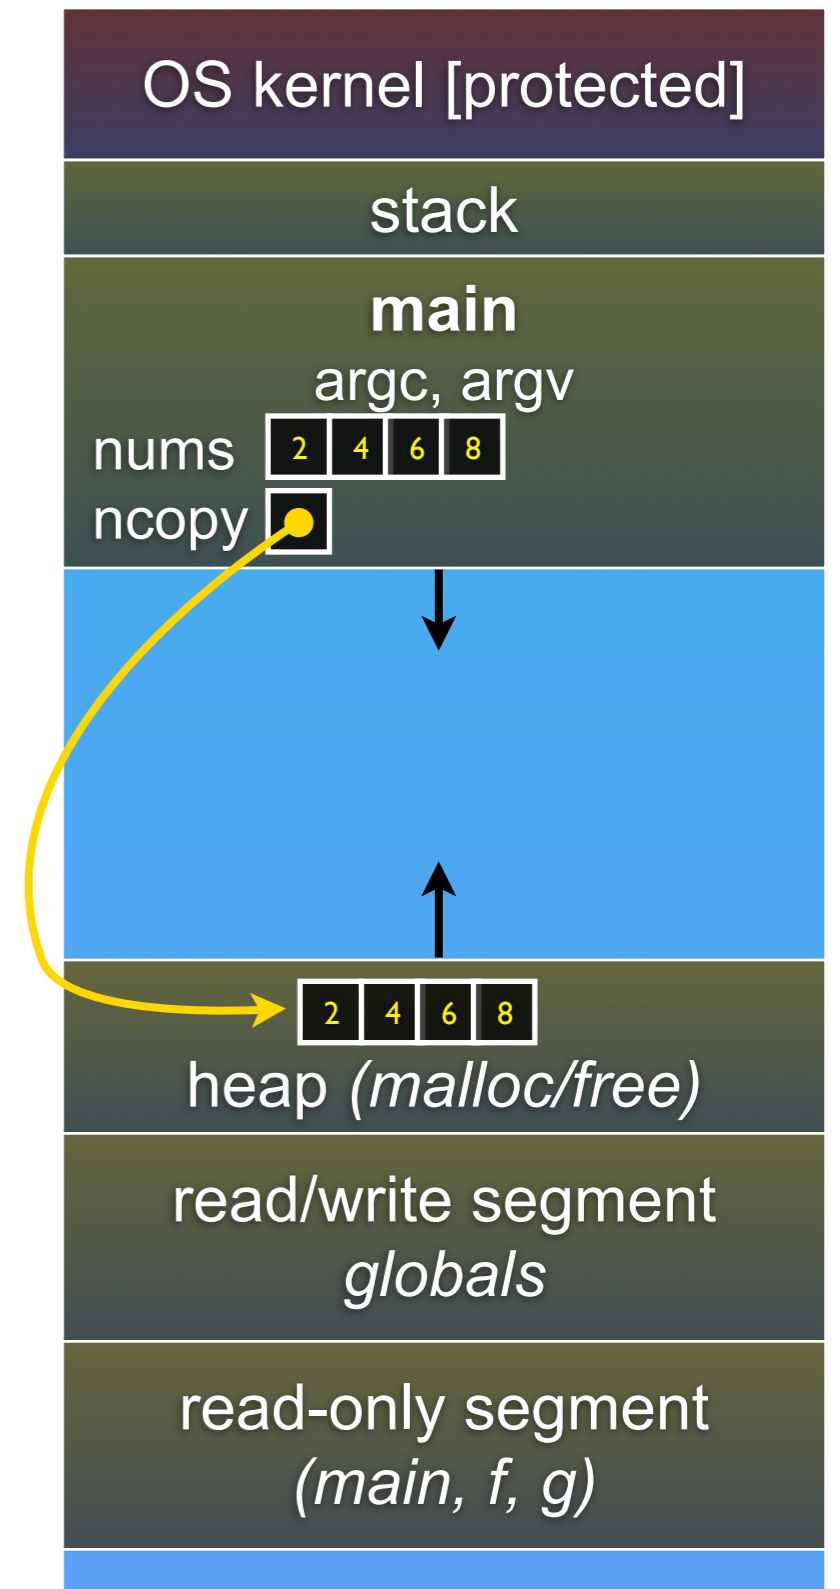 OS kernel [protected]
stack
main
argc, argv
nums 2 4 6 8
ncopy
2 4 6 8
heap (malloc/free)
read/write segment
globals
read-only segment
(main, f, g)